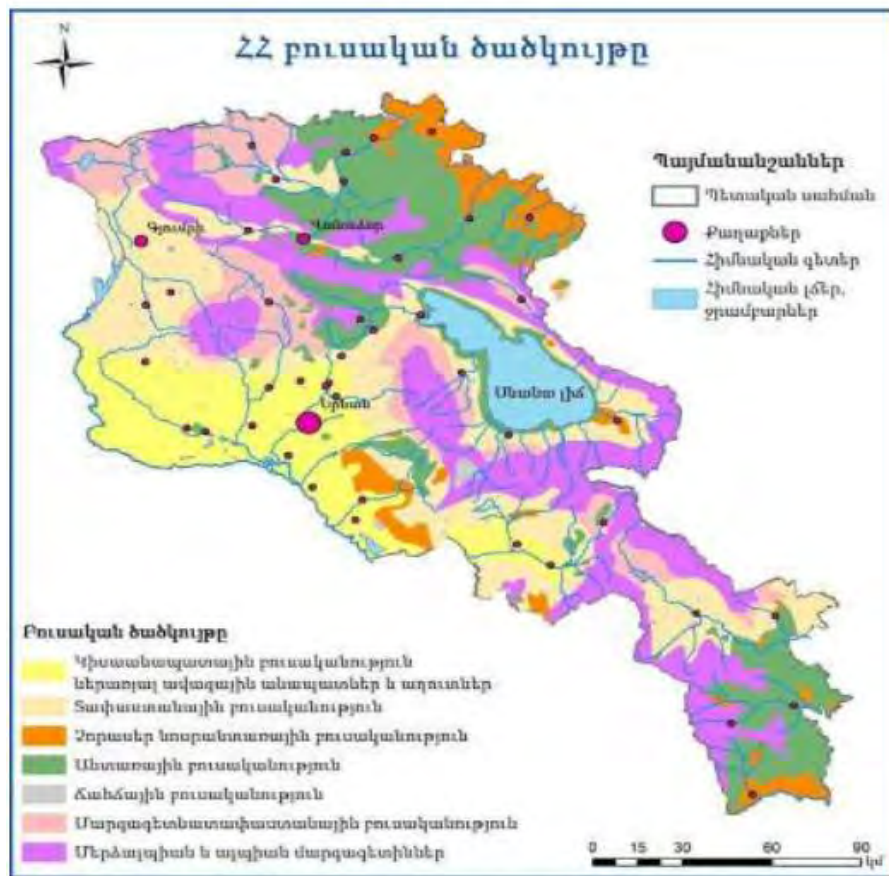 N
ՀՀ բուսական ծածկույթը
Պայմանանշաններ
Պետական սահման
Քաղաքներ
Հիմնական գետեր
Հիմնական լճեր,
ջրամբարներ
Գյումրի
Վանաձոր
Սևանա լիճ
Երևան
Բուսական ծածկույթը
Կիսաանապատային բուսականություն
ներառյալ ավազային անապատներ և աղուտներ
Տափաստանային բուսականություն
Չորասեր նոսրանտառային բուսականություն
Անտառային բուսականություն
Ճահճային բուսականություն
Մարգագետնատափաստանային բուսականություն
Մերձալպյան և ալպյան մարգագետիններ
0 15 30 60 90
կմ